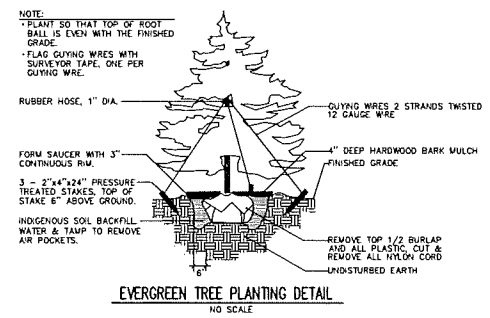 NOTE:
• PLANT SO THAT TOP OF ROOT
BALL IS EVEN WITH THE FINISHED
GRADE.
• FLAG GUYING WIRES WITH
SURVEYOR TAPE, ONE PER
GUYING WIRE.
RUBBER HOSE, 1" DIA.
GUYING WIRES 2 STRANDS TWISTED
12 GAUGE WIRE
FORM SAUCER WITH 3"
CONTINUOUS RIM.
4" DEEP HARDWOOD BARK MULCH
FINISHED GRADE
3 - 2"x4"x24" PRESSURE
TREATED STAKES, TOP OF
STAKE 6" ABOVE GROUND.
INDIGENOUS SOIL BACKFILL
WATER & TAMP TO REMOVE
AIR POCKETS.
REMOVE TOP 1/2 BURLAP
AND ALL PLASTIC, CUT &
REMOVE ALL NYLON CORD
6"
UNDISTURBED EARTH
EVERGREEN TREE PLANTING DETAIL
NO SCALE